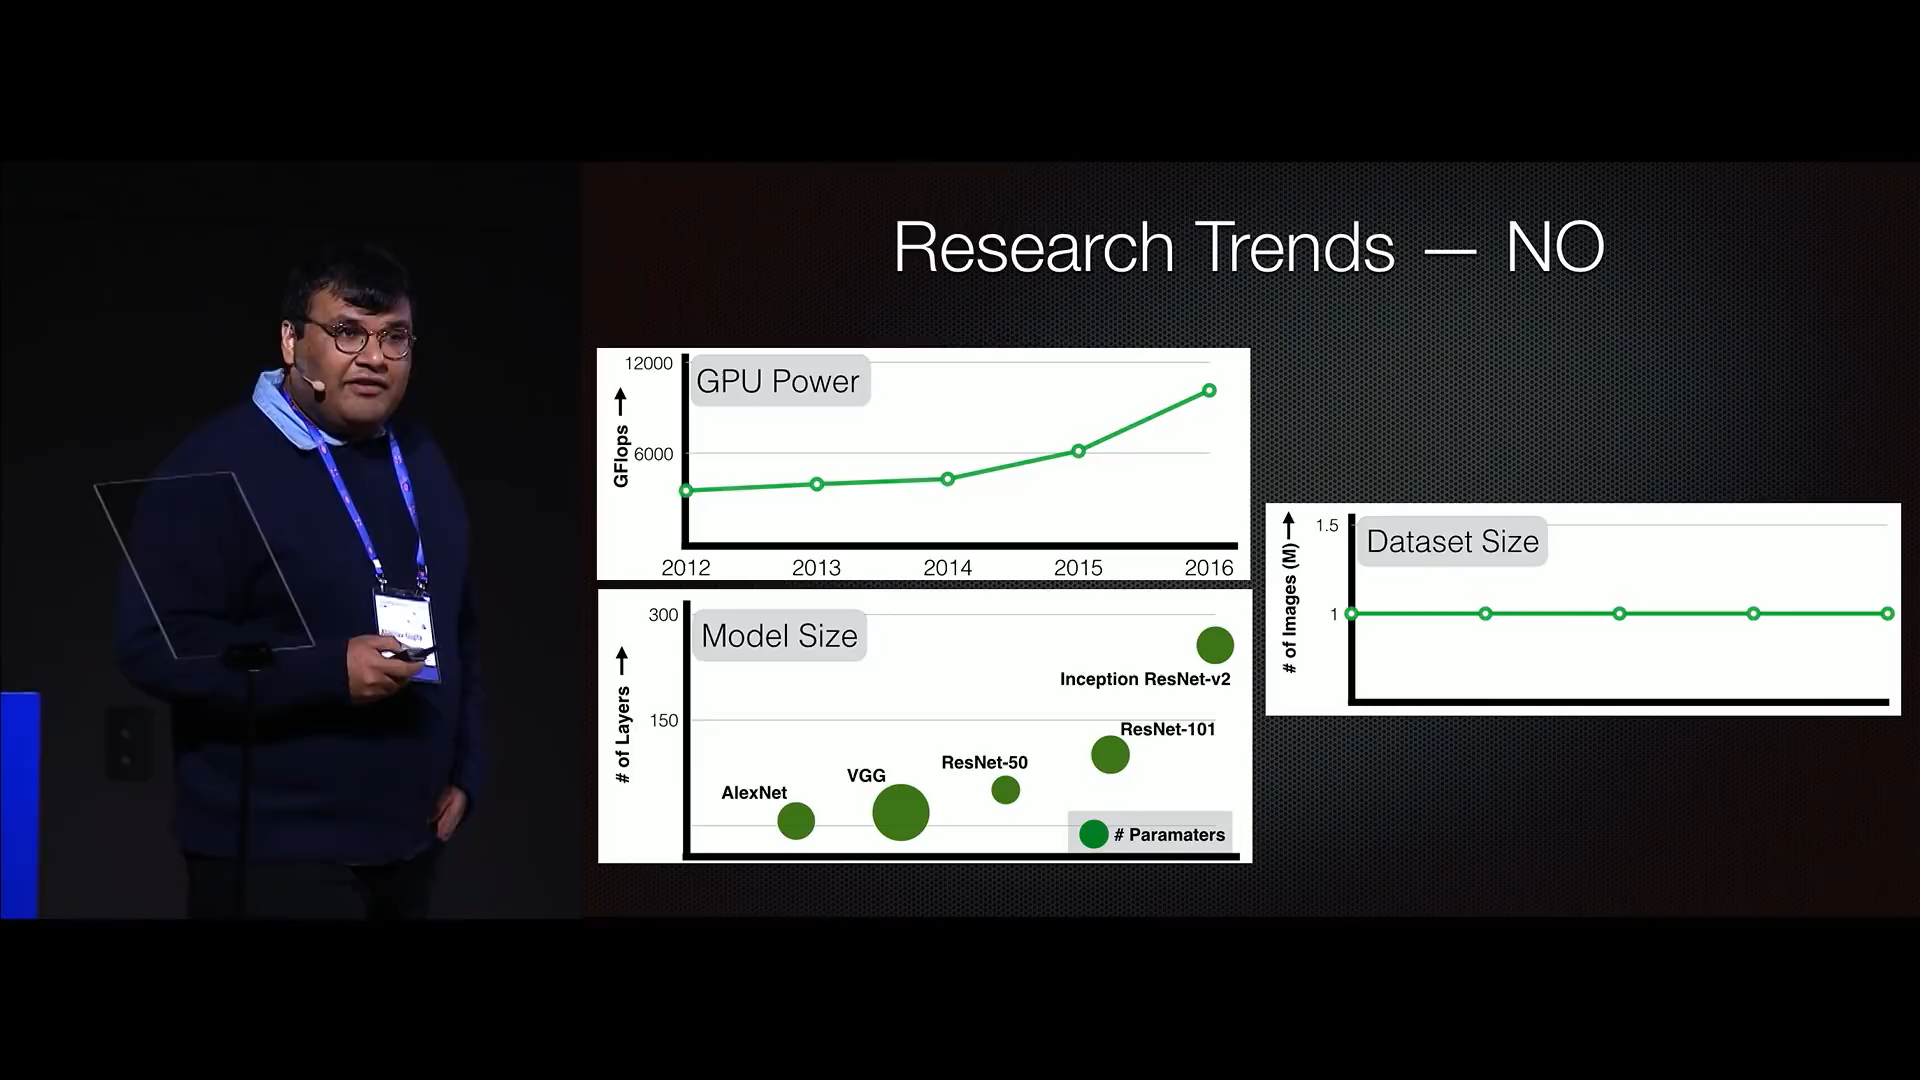 Research Trends — NO
12000
GPU Power
GFlops
6000
2012 2013 2014 2015 2016
300
Model Size
# of Layers
150
Inception ResNet-v2
ResNet-101
ResNet-50
VGG
AlexNet
# Paramaters
1.5
Dataset Size
# of Images (M)
1